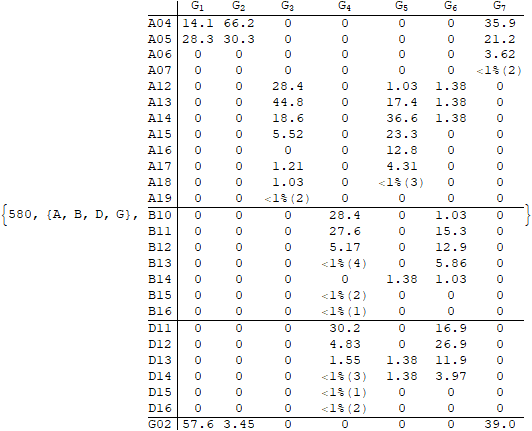 G₁ G₂ G₃ G₄ G₅ G₆ G₇
A04 14.1 66.2 0 0 0 0 35.9
A05 28.3 30.3 0 0 0 0 21.2
A06 0 0 0 0 0 0 3.62
A07 0 0 0 0 0 0 <1%(2)
A12 0 0 28.4 0 1.03 1.38 0
A13 0 0 44.8 0 17.4 1.38 0
A14 0 0 18.6 0 36.6 1.38 0
A15 0 0 5.52 0 23.3 0 0
A16 0 0 0 0 12.8 0 0
A17 0 0 1.21 0 4.31 0 0
A18 0 0 1.03 0 <1%(3) 0 0
A19 0 0 <1%(2) 0 0 0 0
{580, {A, B, D, G}, B10 0 0 0 28.4 0 1.03 0 }
B11 0 0 0 27.6 0 15.3 0
B12 0 0 0 5.17 0 12.9 0
B13 0 0 0 <1%(4) 0 5.86 0
B14 0 0 0 0 1.38 1.03 0
B15 0 0 0 <1%(2) 0 0 0
B16 0 0 0 <1%(1) 0 0 0
D11 0 0 0 30.2 0 16.9 0
D12 0 0 0 4.83 0 26.9 0
D13 0 0 0 1.55 1.38 11.9 0
D14 0 0 0 <1%(3) 1.38 3.97 0
D15 0 0 0 <1%(1) 0 0 0
D16 0 0 0 <1%(2) 0 0 0
G02 57.6 3.45 0 0 0 0 39.0